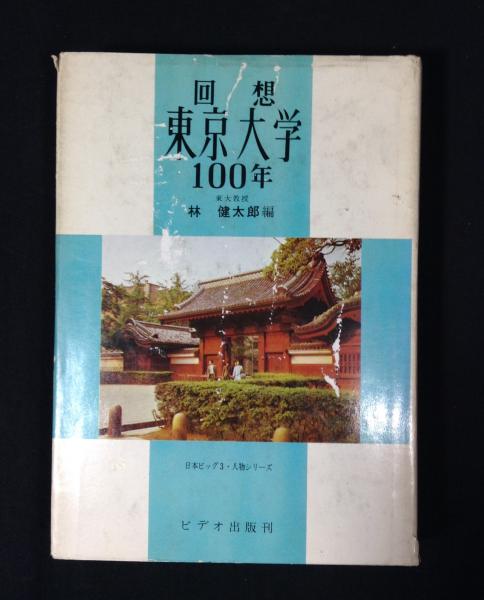 回想
東京大学
100年
東大教授
林 健太郎編
日本ビッグ3・人物シリーズ
ビデオ出版刊